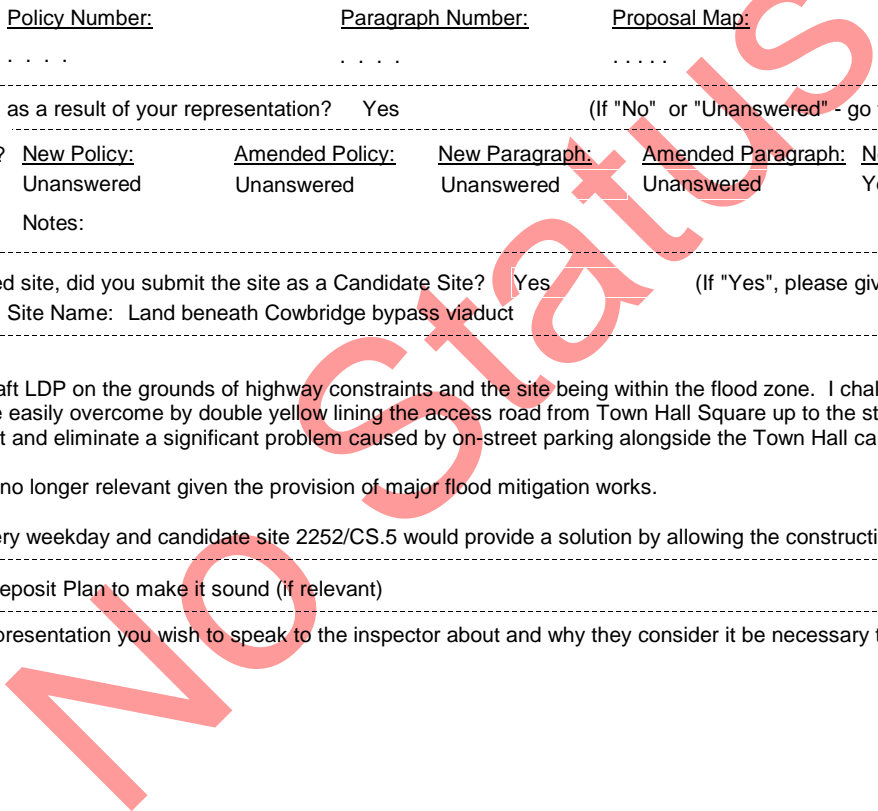 Policy Number: Paragraph Number: Proposal Map:
. . . . . . . . . . . . .
as a result of your representation? Yes (If "No" or "Unanswered" - go
? New Policy: Amended Policy: New Paragraph: Amended Paragraph:
Unanswered Unanswered Unanswered Unanswered
Notes:
ed site, did you submit the site as a Candidate Site? Yes (If "Yes", please giv
Site Name: Land beneath Cowbridge bypass viaduct
aft LDP on the grounds of highway constraints and the site being within the flood zone. I chal
e easily overcome by double yellow lining the access road from Town Hall Square up to the st
t and eliminate a significant problem caused by on-street parking alongside the Town Hall ca
no longer relevant given the provision of major flood mitigation works.
ery weekday and candidate site 2252/CS.5 would provide a solution by allowing the constructi
eposit Plan to make it sound (if relevant)
presentation you wish to speak to the inspector about and why they consider it be necessary t
No Status